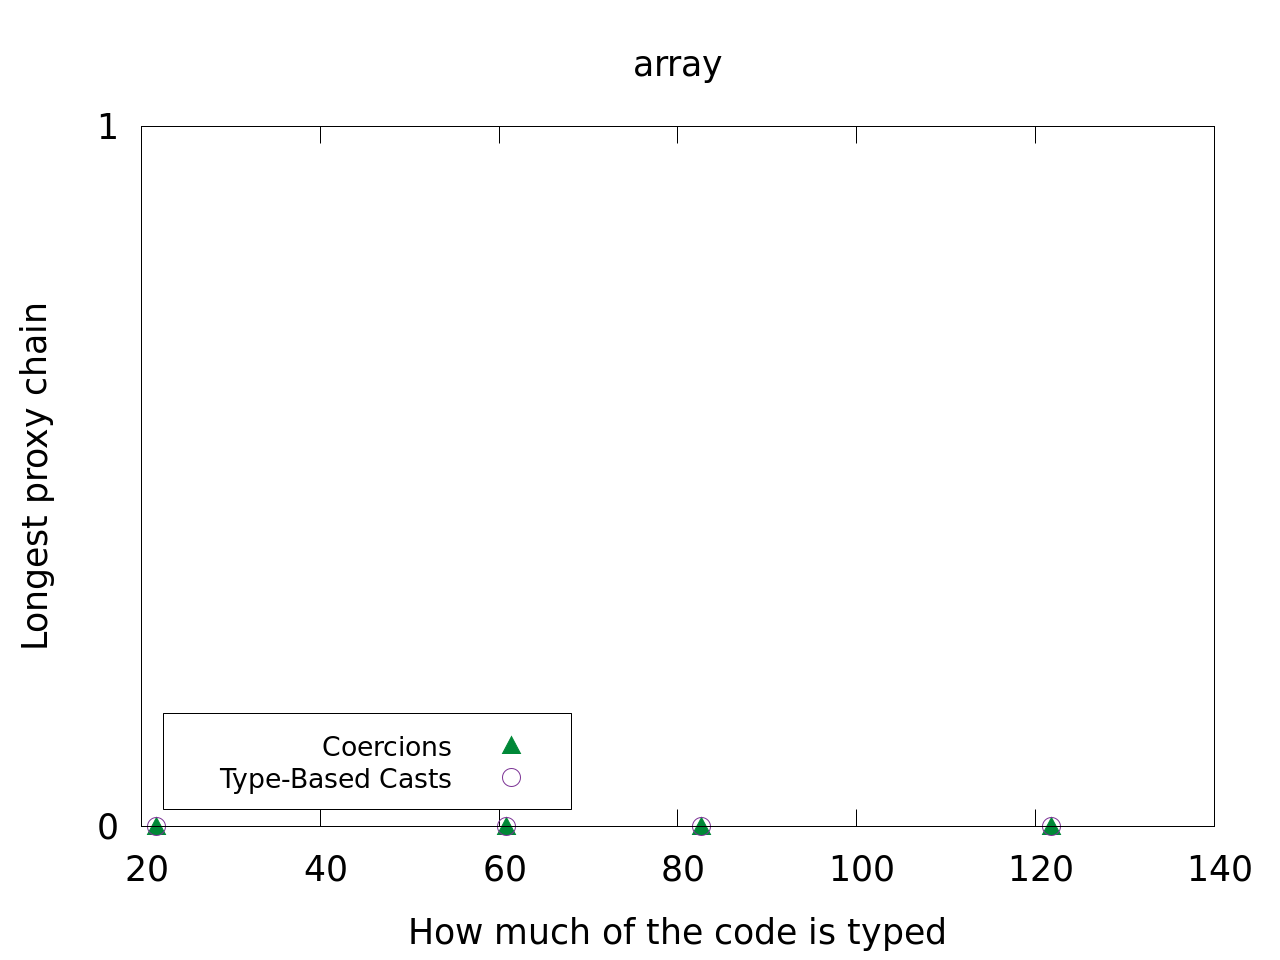 array
1
Longest proxy chain
Coercions
Type-Based Casts
0
20 40 60 80 100 120 140
How much of the code is typed